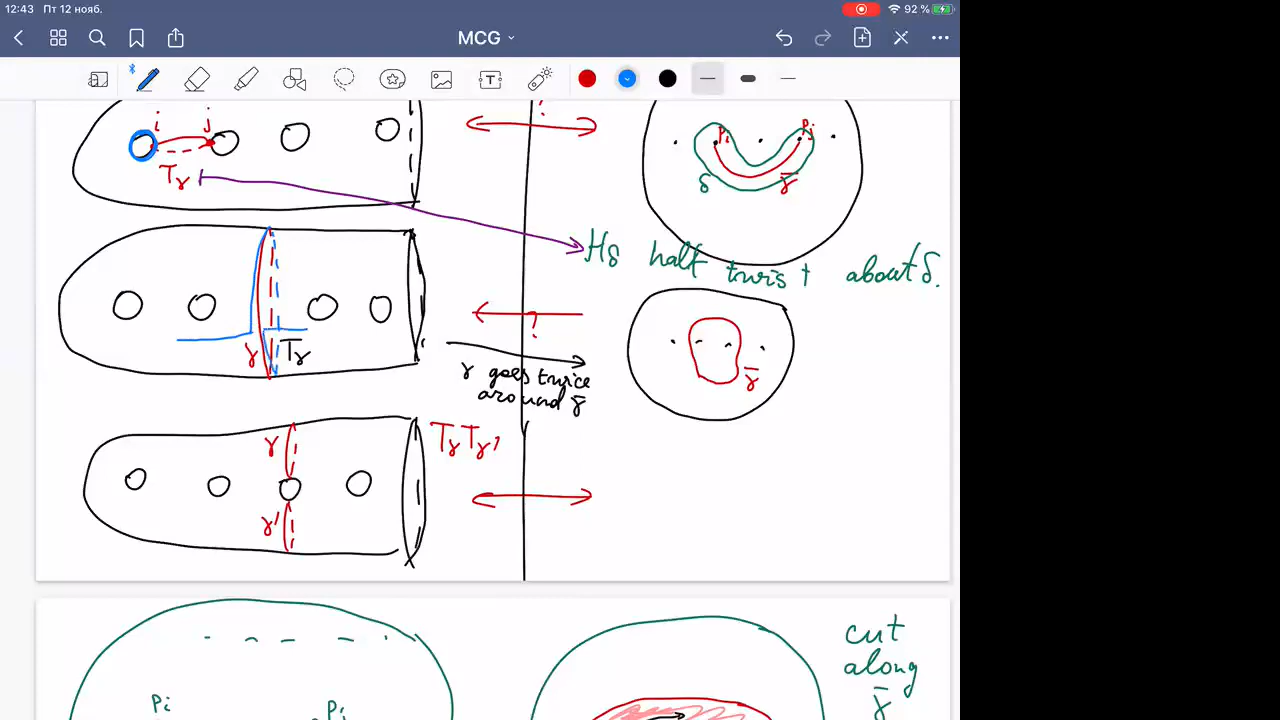 12:43 Пт 12 нояб. 92 %
MCG
T
i j
Tγ
?
Pi Pj
δ γ̄
Hδ half twist about δ.
γ Tγ
?
γ goes twice
around γ̄
γ̄
γ
γ'
TγTγ'
Pi Pj
cut
along
γ̄